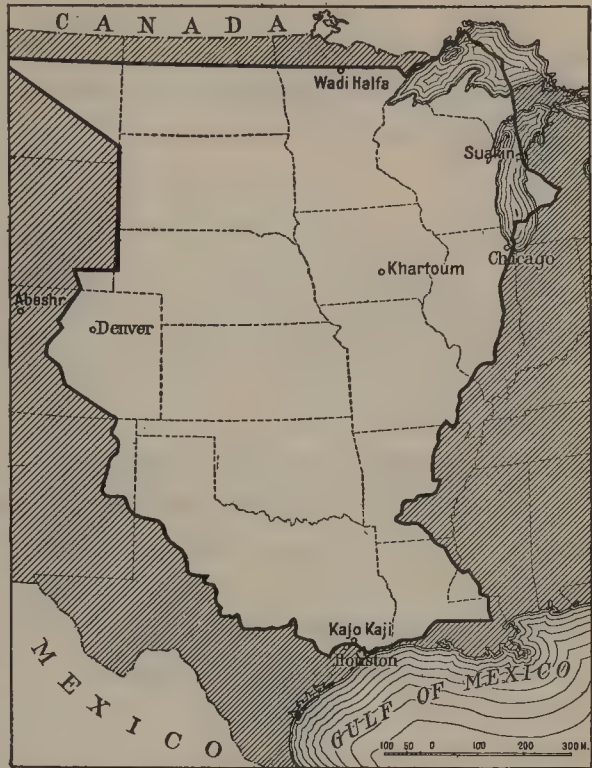 CANADA
Wadi Halfa
Suakin
Chicago
Khartoum
Abeshr
Denver
Kajo Kaji
Houston
MEXICO
GULF OF MEXICO
100 50 0 100 200 300 M.